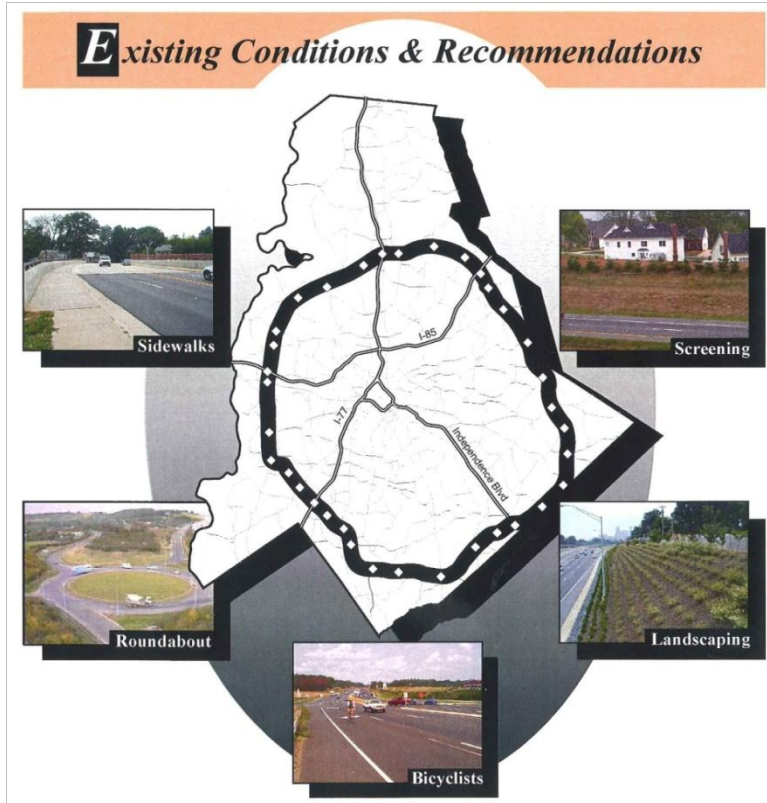 Existing Conditions & Recommendations
Sidewalks
Screening
I-85
I-77
Independence Blvd
Roundabout
Landscaping
Bicyclists